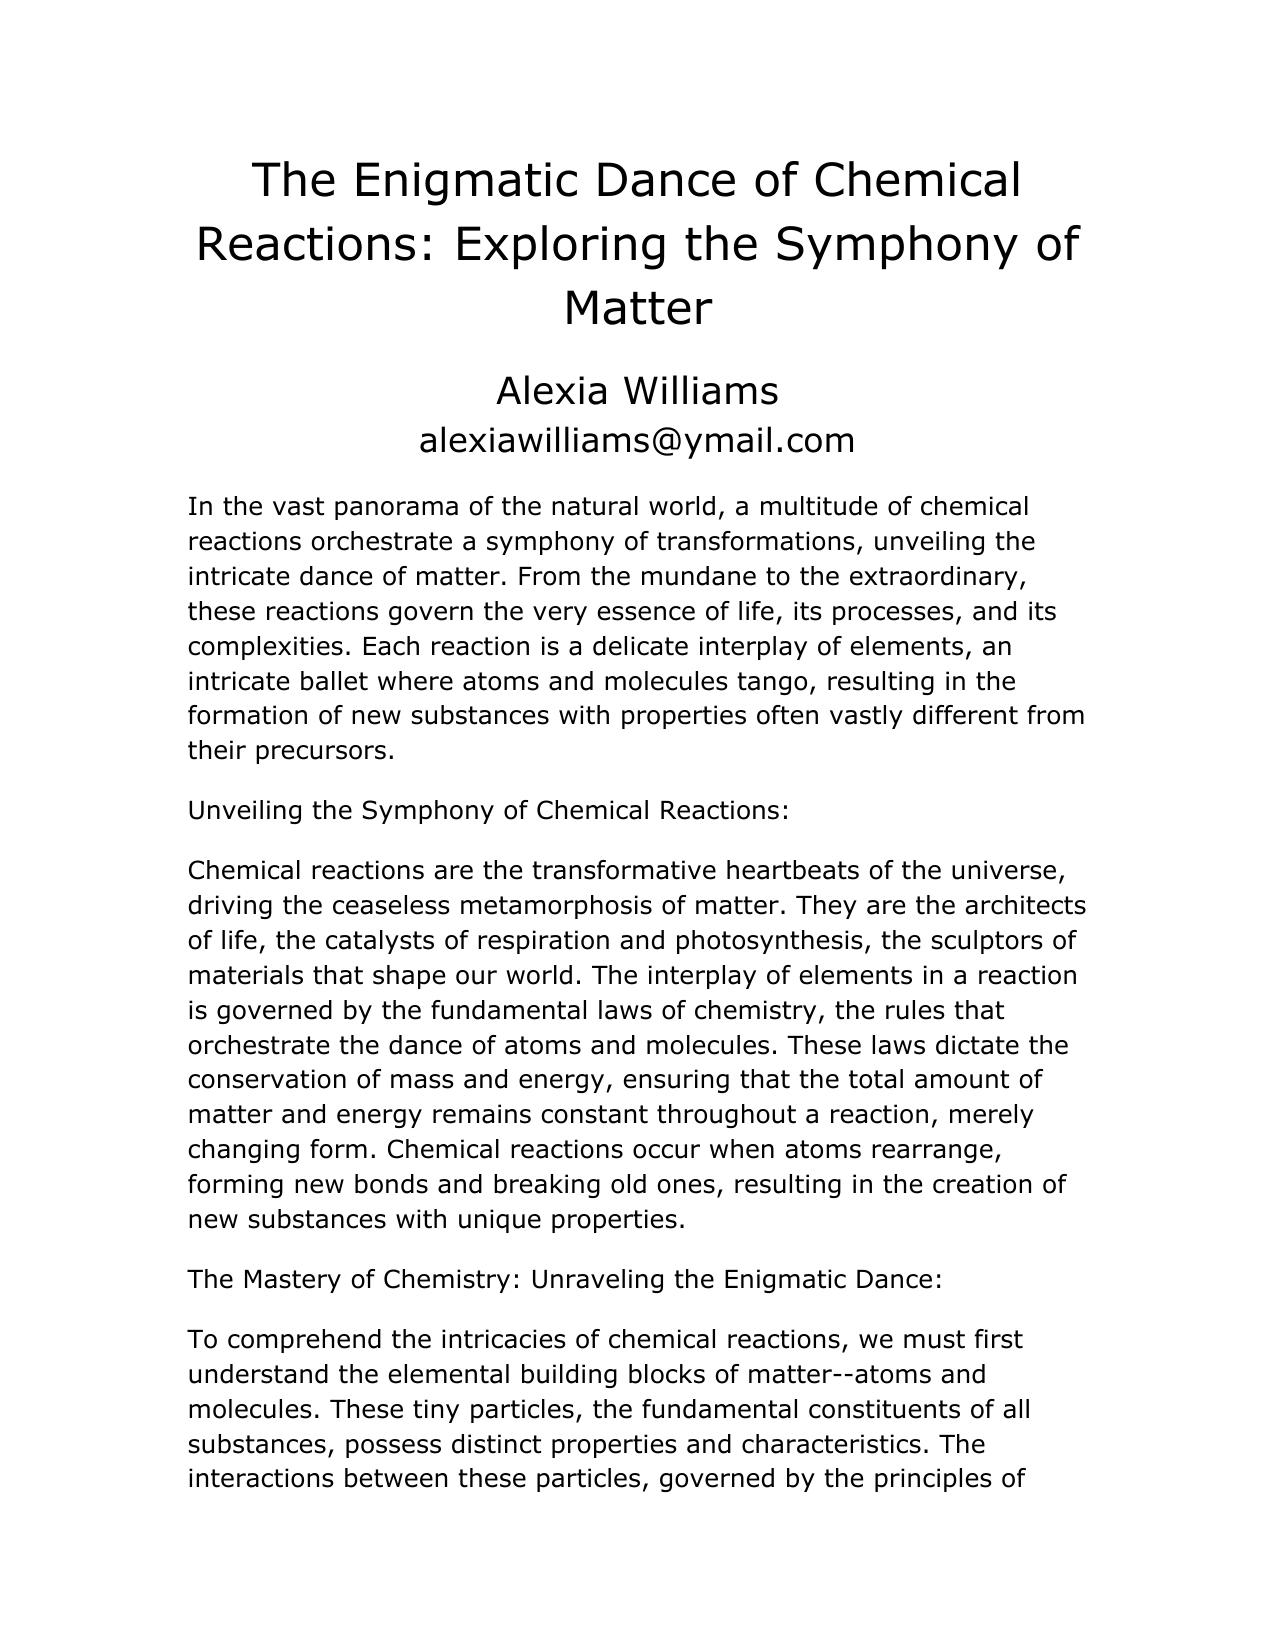 The Enigmatic Dance of Chemical
Reactions: Exploring the Symphony of
Matter
Alexia Williams
alexiawilliams@ymail.com
In the vast panorama of the natural world, a multitude of chemical
reactions orchestrate a symphony of transformations, unveiling the
intricate dance of matter. From the mundane to the extraordinary,
these reactions govern the very essence of life, its processes, and its
complexities. Each reaction is a delicate interplay of elements, an
intricate ballet where atoms and molecules tango, resulting in the
formation of new substances with properties often vastly different from
their precursors.
Unveiling the Symphony of Chemical Reactions:
Chemical reactions are the transformative heartbeats of the universe,
driving the ceaseless metamorphosis of matter. They are the architects
of life, the catalysts of respiration and photosynthesis, the sculptors of
materials that shape our world. The interplay of elements in a reaction
is governed by the fundamental laws of chemistry, the rules that
orchestrate the dance of atoms and molecules. These laws dictate the
conservation of mass and energy, ensuring that the total amount of
matter and energy remains constant throughout a reaction, merely
changing form. Chemical reactions occur when atoms rearrange,
forming new bonds and breaking old ones, resulting in the creation of
new substances with unique properties.
The Mastery of Chemistry: Unraveling the Enigmatic Dance:
To comprehend the intricacies of chemical reactions, we must first
understand the elemental building blocks of matter--atoms and
molecules. These tiny particles, the fundamental constituents of all
substances, possess distinct properties and characteristics. The
interactions between these particles, governed by the principles of